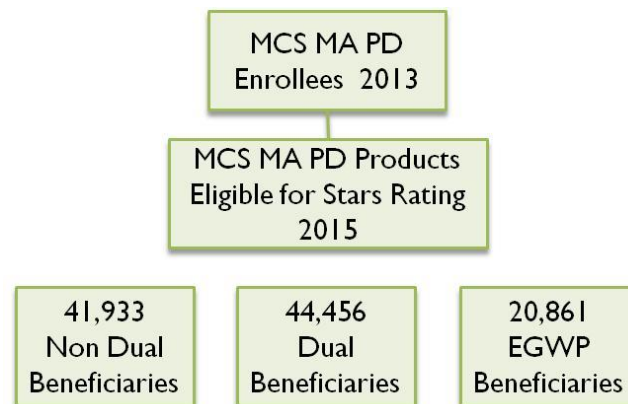 MCS MA PD
Enrollees 2013
MCS MA PD Products
Eligible for Stars Rating
2015
41,933
Non Dual
Beneficiaries
44,456
Dual
Beneficiaries
20,861
EGWP
Beneficiaries